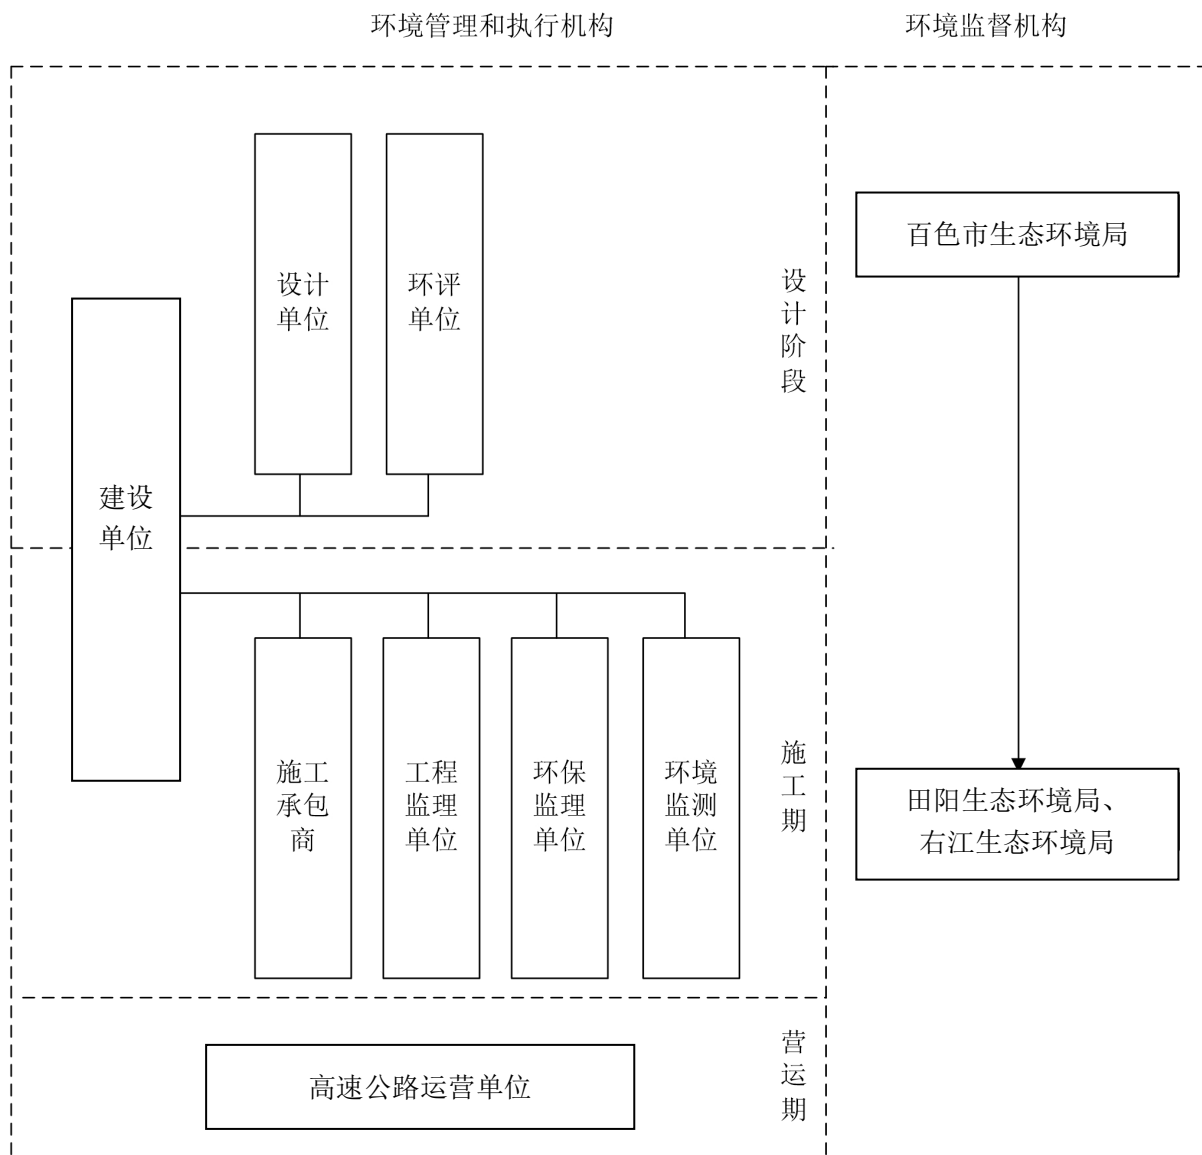 环境管理和执行机构
环境监督机构
设计
单位
环评
单位
设
计
阶
段
百色市生态环境局
建设
单位
施工
承包
商
工程
监理
单位
环保
监理
单位
环境
监测
单位
施
工
期
田阳生态环境局、
右江生态环境局
高速公路运营单位
营
运
期